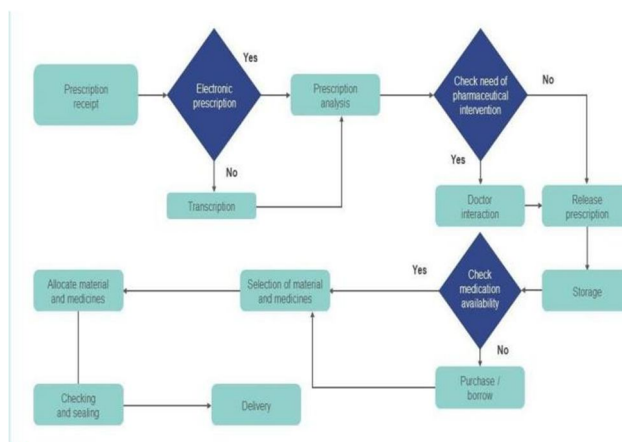 Yes
Prescription
receipt
Electronic
prescription
Prescription
analysis
Check need of
pharmaceutical
intervention
No
No
Yes
Transcription
Doctor
interaction
Release
prescription
Allocate material
and medicines
Selection of material
and medicines
Yes
Check
medication
availability
Storage
No
Checking
and sealing
Delivery
Purchase /
borrow